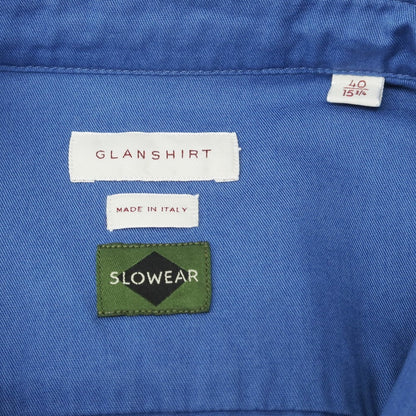 40
15 3/4
GLANSHIRT
MADE IN ITALY
SLOWEAR